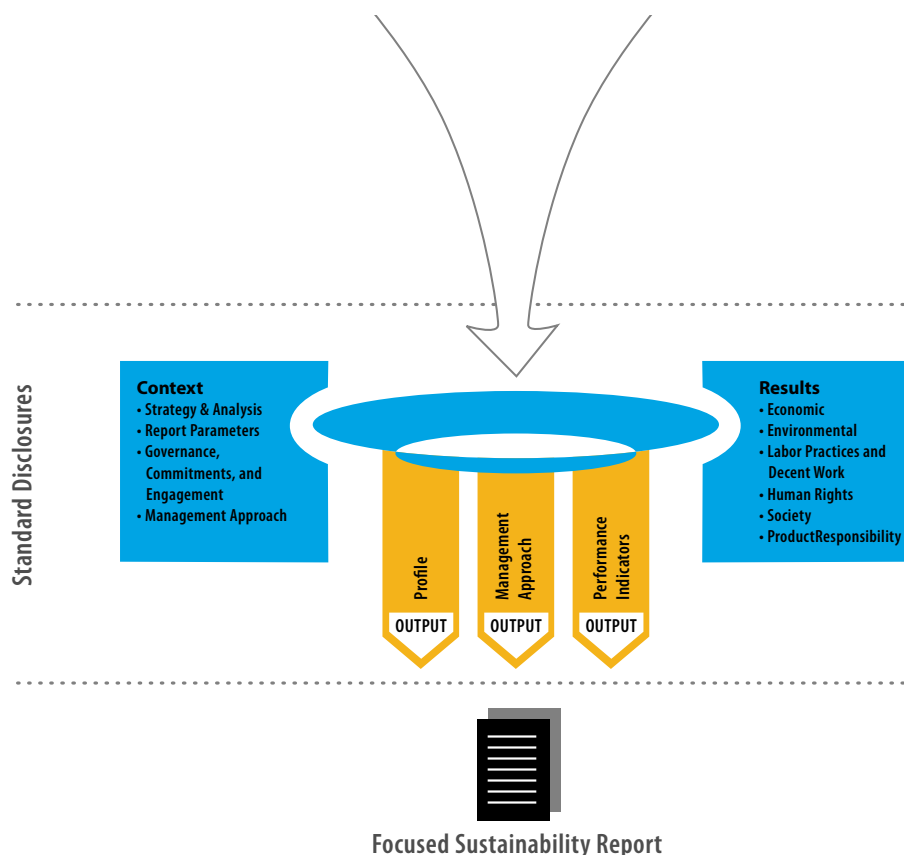 Standard Disclosures
Context
• Strategy & Analysis
• Report Parameters
• Governance,
Commitments, and
Engagement
• Management Approach
Profile
OUTPUT
Management
Approach
OUTPUT
Performance
Indicators
OUTPUT
Results
• Economic
• Environmental
• Labor Practices and
Decent Work
• Human Rights
• Society
• ProductResponsibility
Focused Sustainability Report